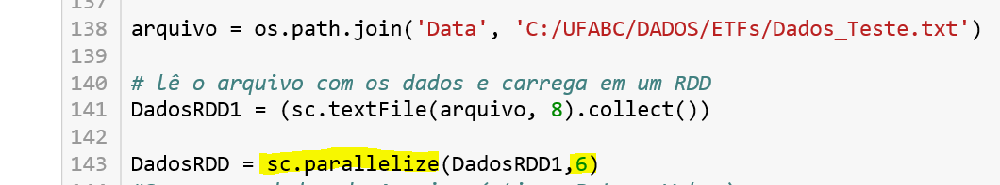 137
138 arquivo = os.path.join('Data', 'C:/UFABC/DADOS/ETFs/Dados_Teste.txt')
139
140 # lê o arquivo com os dados e carrega em um RDD
141 DadosRDD1 = (sc.textFile(arquivo, 8).collect())
142
143 DadosRDD = sc.parallelize(DadosRDD1,6)